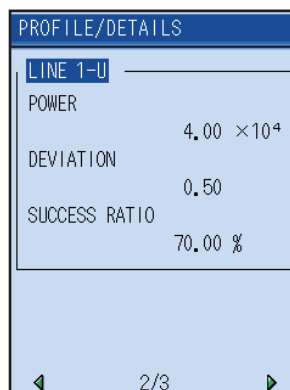 PROFILE/DETAILS
LINE 1-U
POWER
4.00 ×10⁴
DEVIATION
0.50
SUCCESS RATIO
70.00 %
2/3